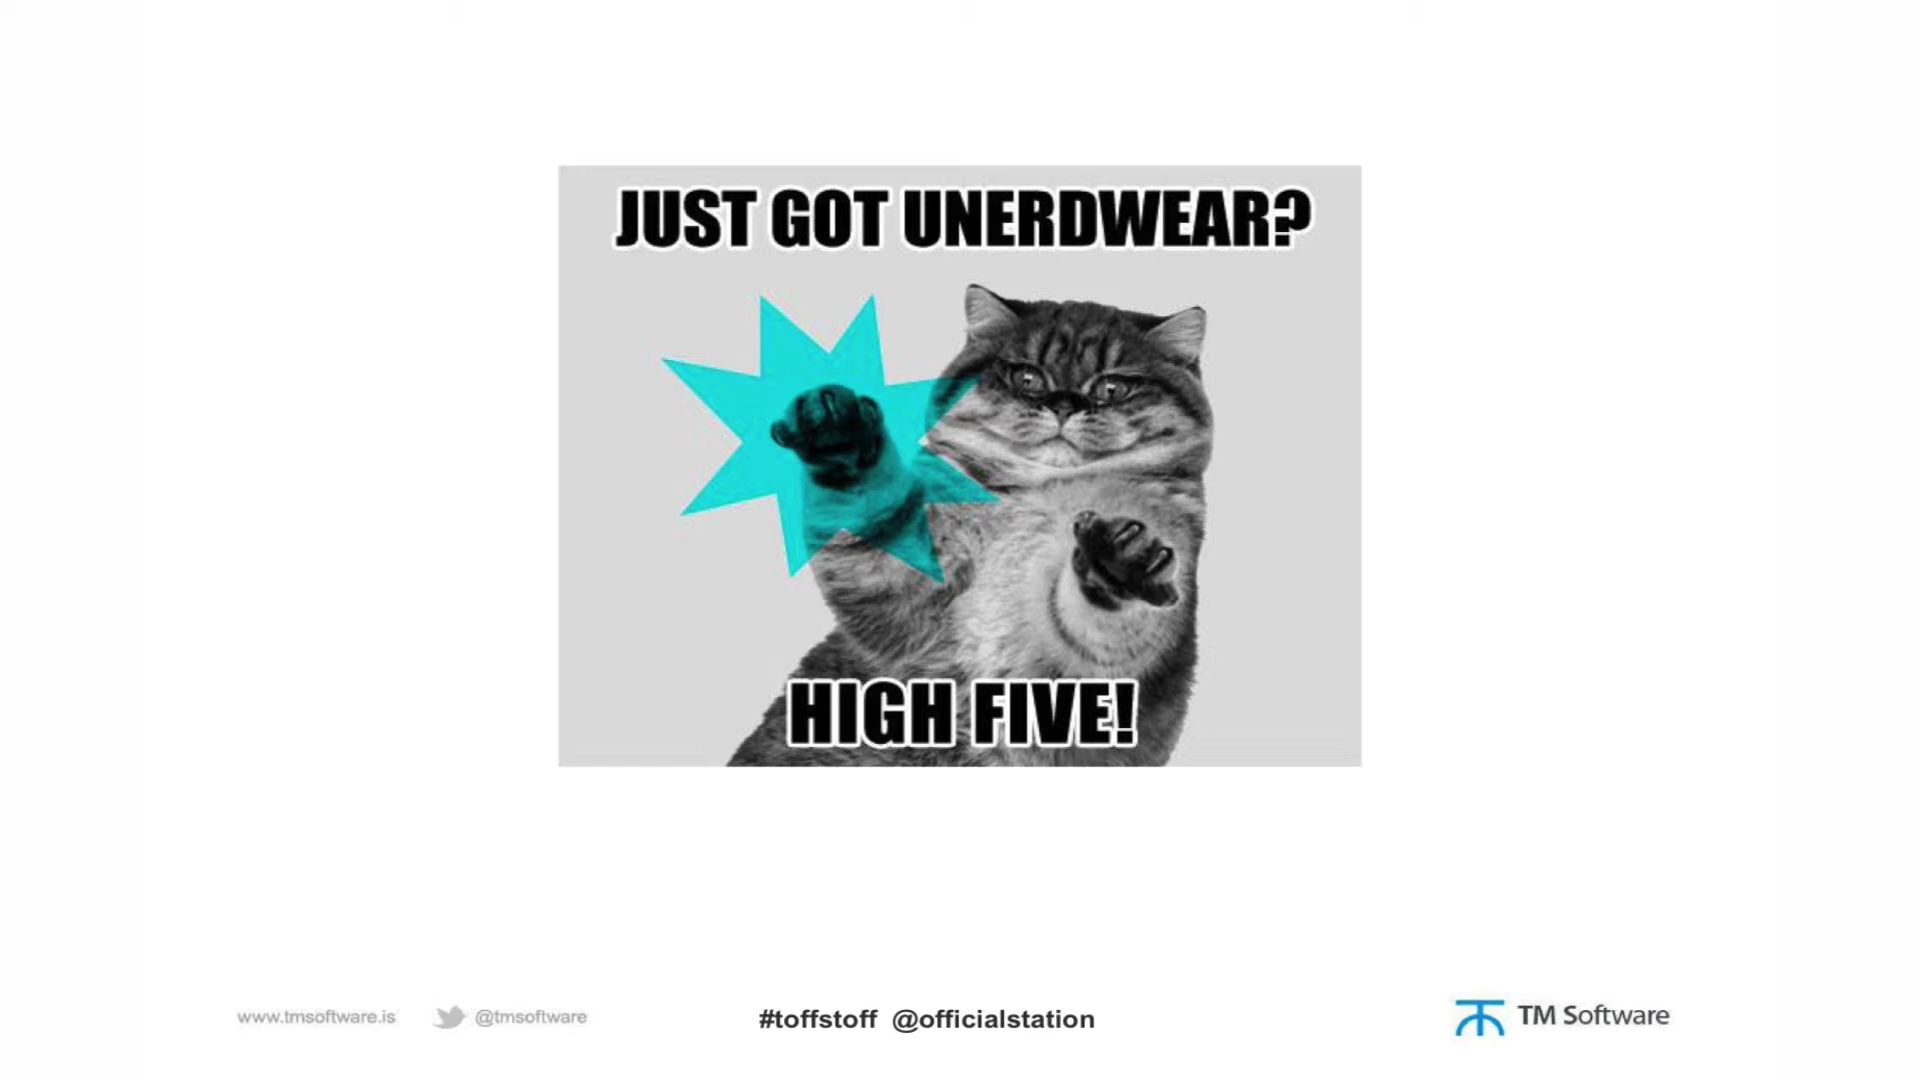 JUST GOT UNERDWEAR?
HIGH FIVE!
www.tmsoftware.is @tmsoftware #toffstoff @officialstation TM Software